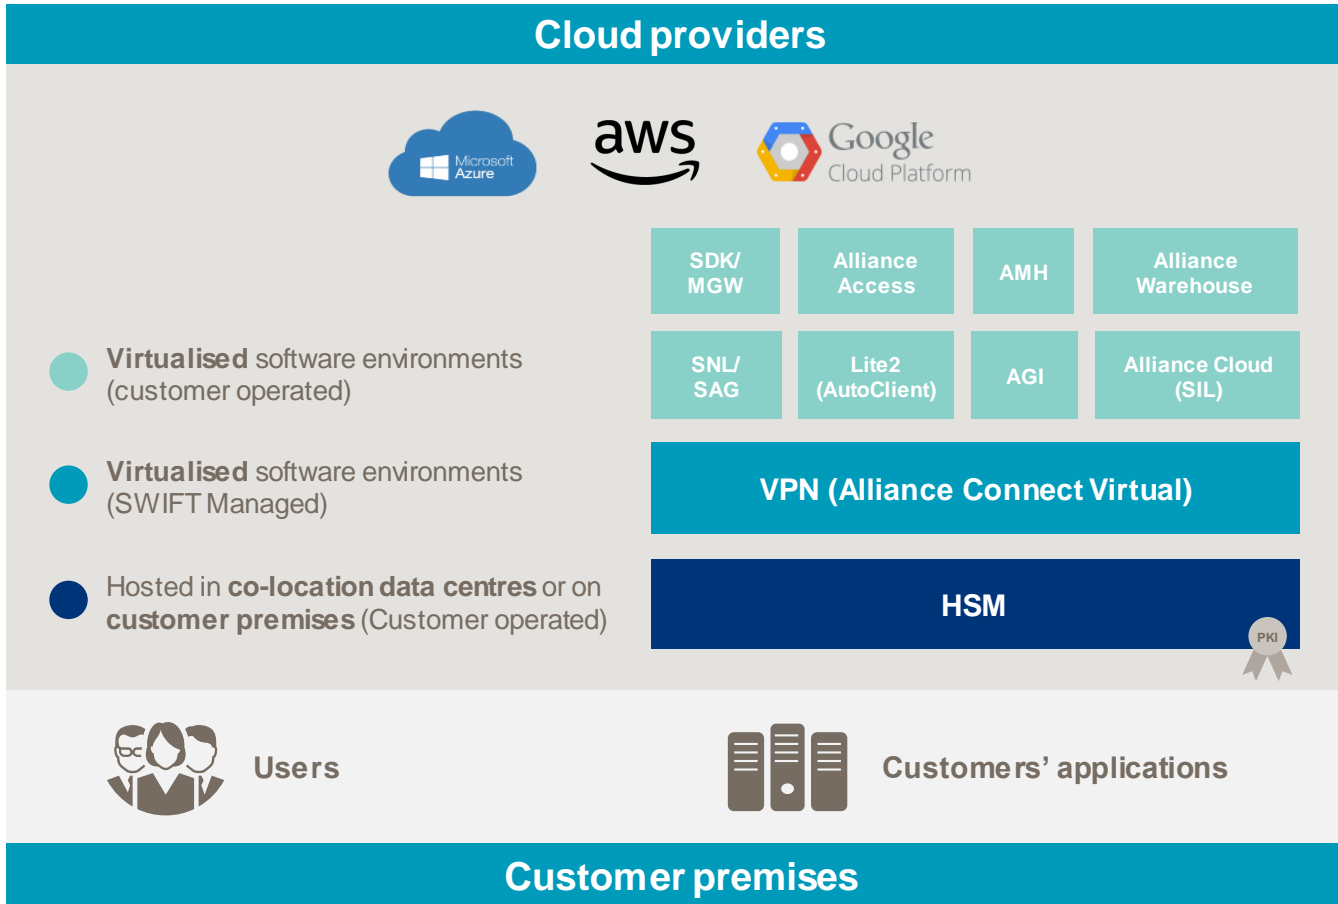 Cloud providers
Microsoft
Azure
aws
Google
Cloud Platform
SDK/
MGW
Alliance
Access
AMH
Alliance
Warehouse
Virtualised software environments
(customer operated)
SNL/
SAG
Lite2
(AutoClient)
AGI
Alliance Cloud
(SIL)
Virtualised software environments
(SWIFT Managed)
VPN (Alliance Connect Virtual)
Hosted in co-location data centres or on
customer premises (Customer operated)
HSM
PKI
Users
Customers’ applications
Customer premises